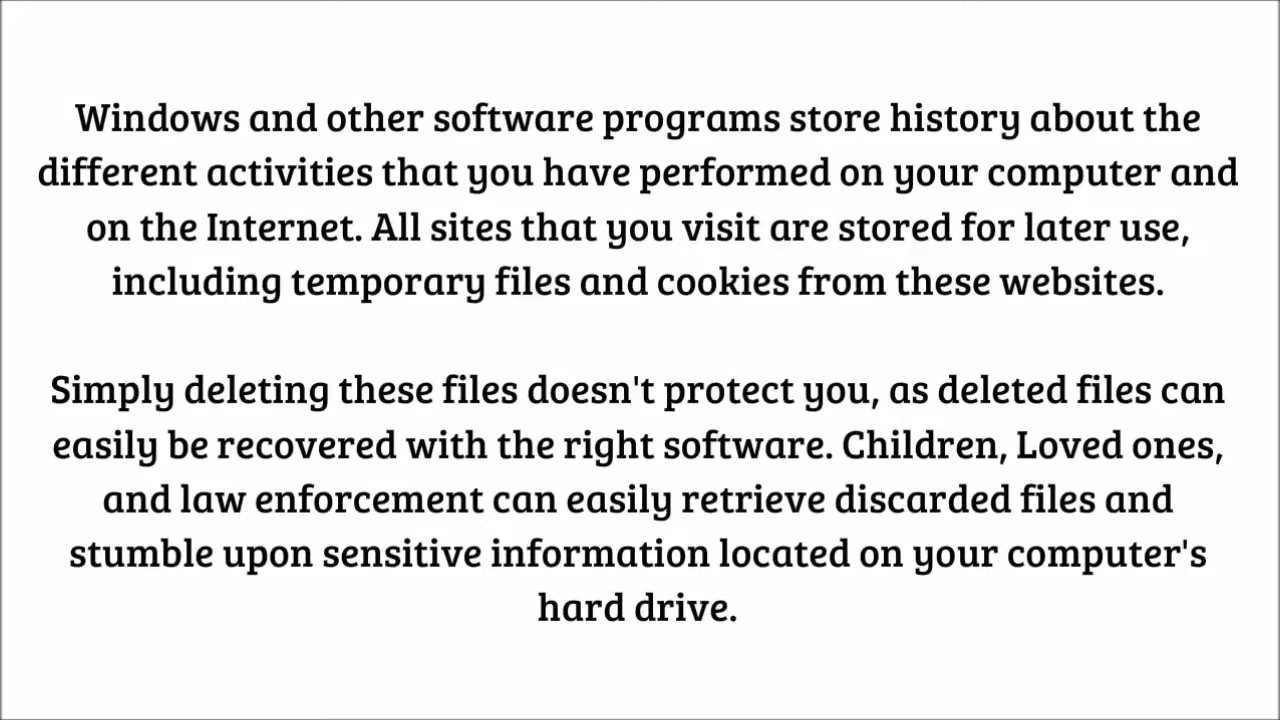 Windows and other software programs store history about the
different activities that you have performed on your computer and
on the Internet. All sites that you visit are stored for later use,
including temporary files and cookies from these websites.
Simply deleting these files doesn't protect you, as deleted files can
easily be recovered with the right software. Children, Loved ones,
and law enforcement can easily retrieve discarded files and
stumble upon sensitive information located on your computer's
hard drive.